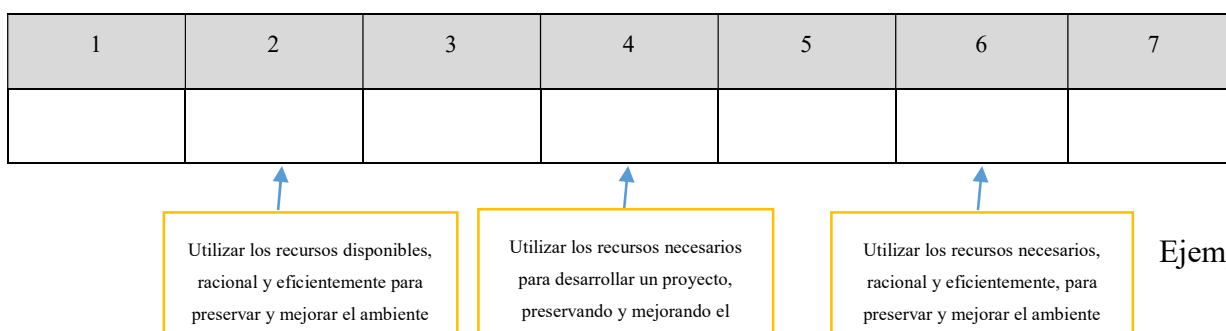 1 2 3 4 5 6 7
Utilizar los recursos disponibles,
racional y eficientemente para
preservar y mejorar el ambiente
Utilizar los recursos necesarios
para desarrollar un proyecto,
preservando y mejorando el
Utilizar los recursos necesarios,
racional y eficientemente, para
preservar y mejorar el ambiente
Ejem